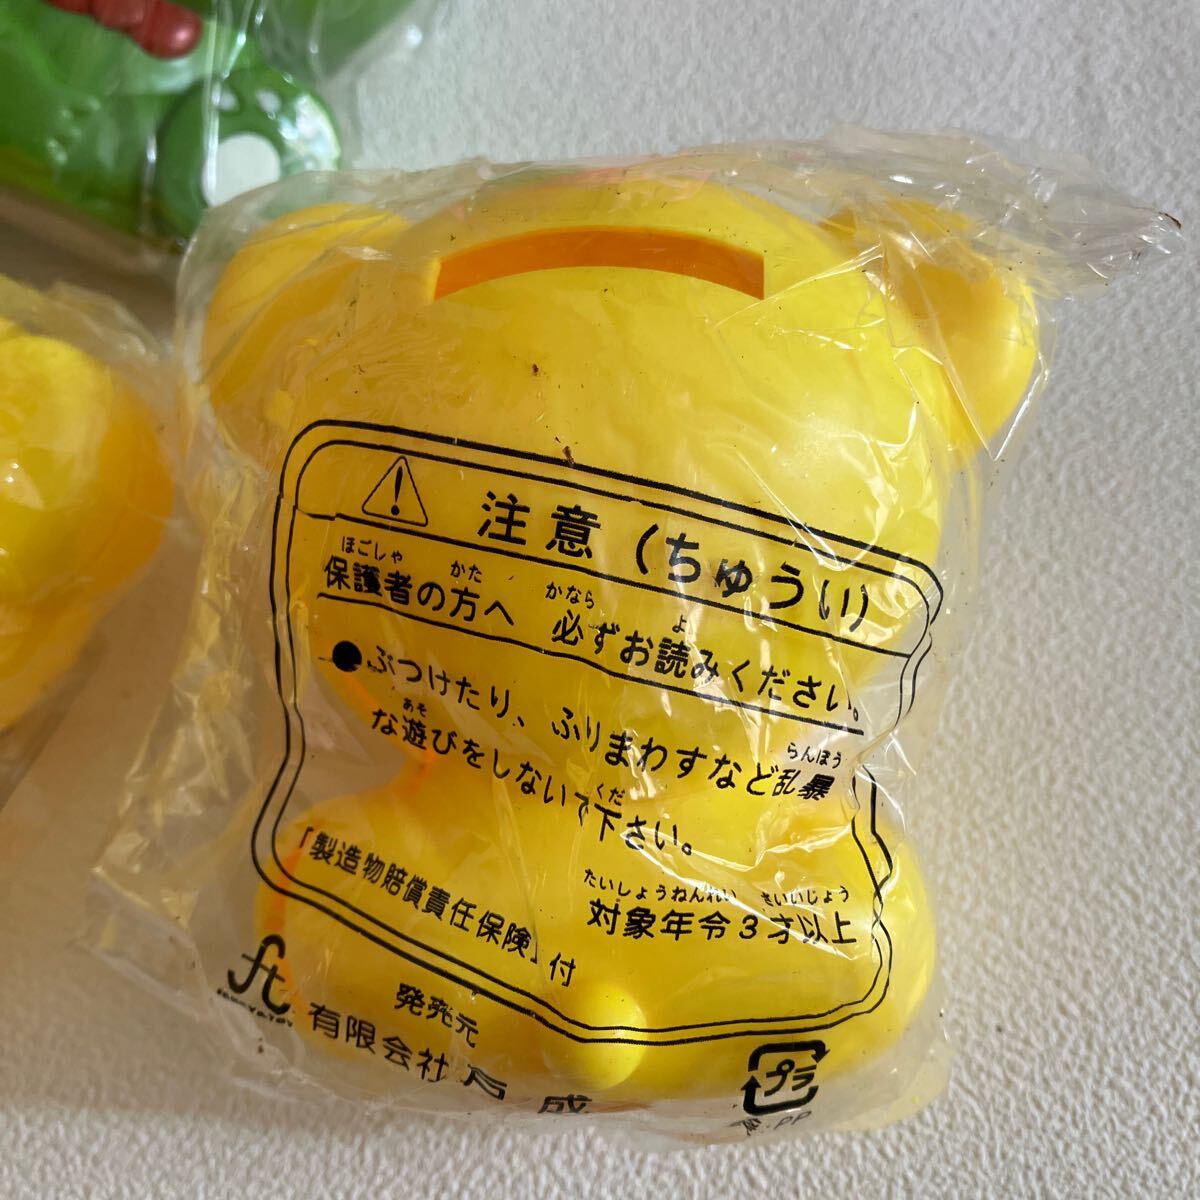 注意(ちゅうい)
ほごしゃ かた かなら よ
保護者の方へ 必ずお読みください。
●ぶつけたり、ふりまわすなど乱暴
らんぼう
な遊びをしないで下さい。
あそ くだ
たいしょうねんれい さいいじょう
対象年令3才以上
「製造物賠償責任保険」付
発売元
ft
有限会社
プラ
PP